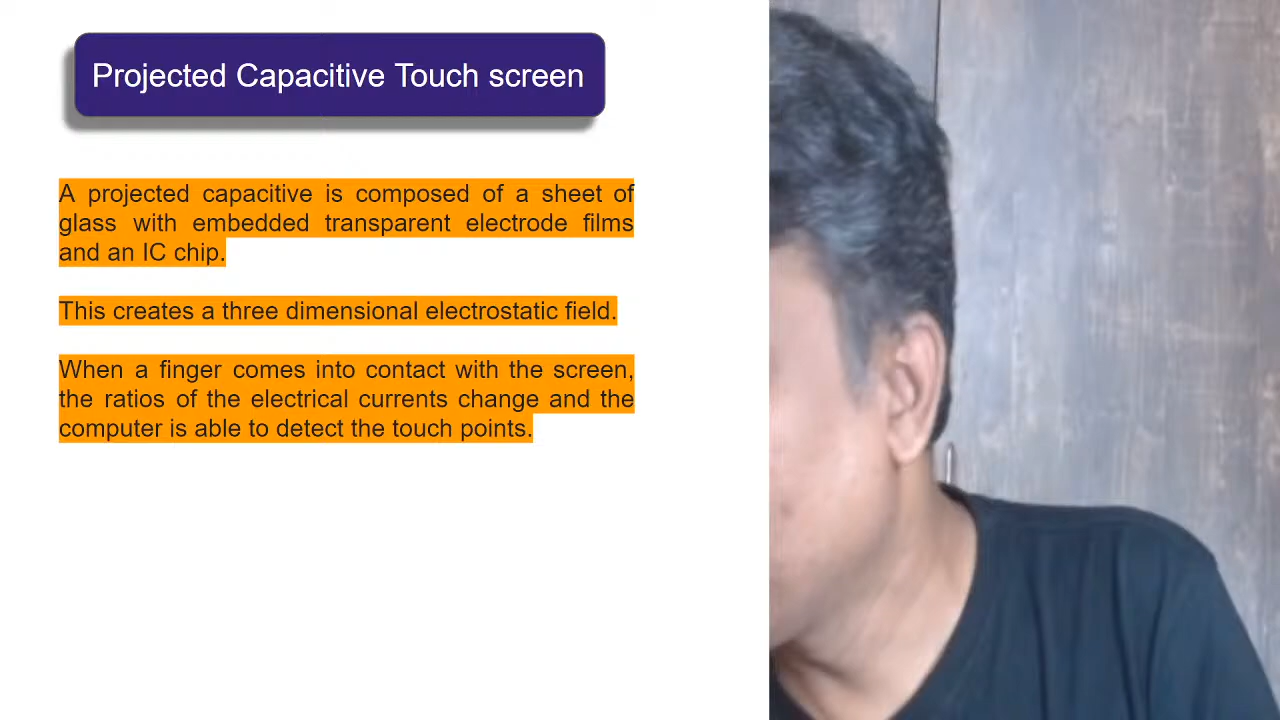 Projected Capacitive Touch screen
A projected capacitive is composed of a sheet of
glass with embedded transparent electrode films
and an IC chip.
This creates a three dimensional electrostatic field.
When a finger comes into contact with the screen,
the ratios of the electrical currents change and the
computer is able to detect the touch points.